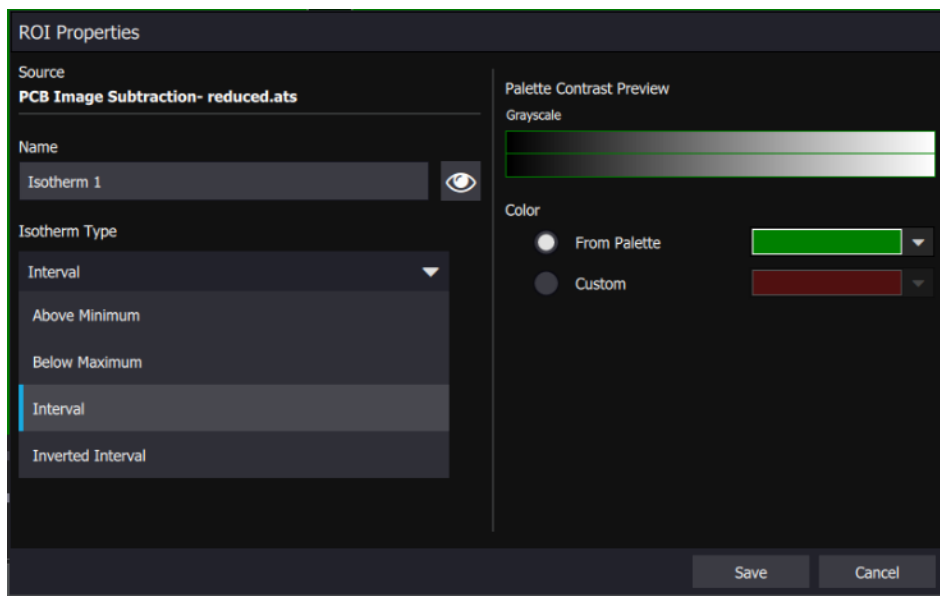 ROI Properties
Source
PCB Image Subtraction- reduced.ats
Name
Isotherm 1
Isotherm Type
Interval
Above Minimum
Below Maximum
Interval
Inverted Interval
Palette Contrast Preview
Grayscale
Color
From Palette
Custom
Save
Cancel